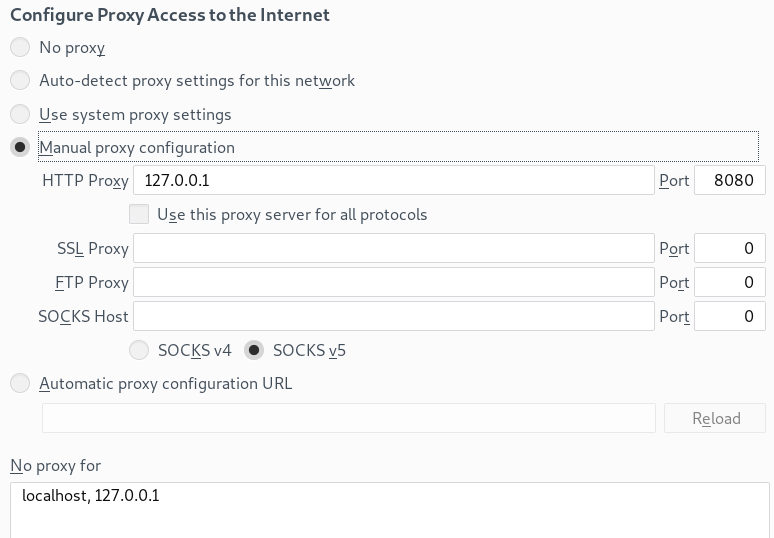 Configure Proxy Access to the Internet
No proxy
Auto-detect proxy settings for this network
Use system proxy settings
Manual proxy configuration
HTTP Proxy 127.0.0.1 Port 8080
Use this proxy server for all protocols
SSL Proxy Port 0
FTP Proxy Port 0
SOCKS Host Port 0
SOCKS v4 SOCKS v5
Automatic proxy configuration URL
Reload
No proxy for
localhost, 127.0.0.1